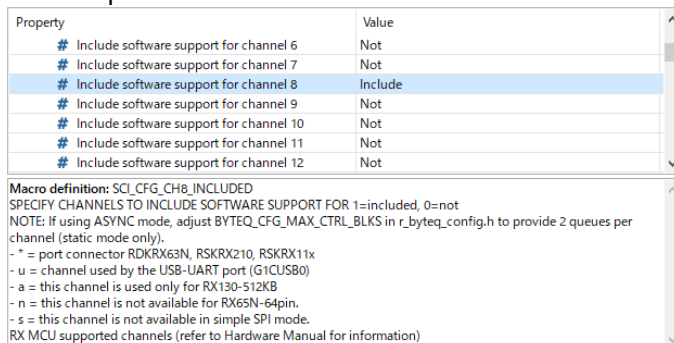 Property Value
# Include software support for channel 6 Not
# Include software support for channel 7 Not
# Include software support for channel 8 Include
# Include software support for channel 9 Not
# Include software support for channel 10 Not
# Include software support for channel 11 Not
# Include software support for channel 12 Not
Macro definition: SCI_CFG_CH8_INCLUDED
SPECIFY CHANNELS TO INCLUDE SOFTWARE SUPPORT FOR 1=included, 0=not
NOTE: If using ASYNC mode, adjust BYTEQ_CFG_MAX_CTRL_BLKS in r_byteq_config.h to provide 2 queues per
channel (static mode only).
- * = port connector RDKRX63N, RSKRX210, RSKRX11x
- u = channel used by the USB-UART port (G1CUSB0)
- a = this channel is used only for RX130-512KB
- n = this channel is not available for RX65N-64pin.
- s = this channel is not available in simple SPI mode.
RX MCU supported channels (refer to Hardware Manual for information)